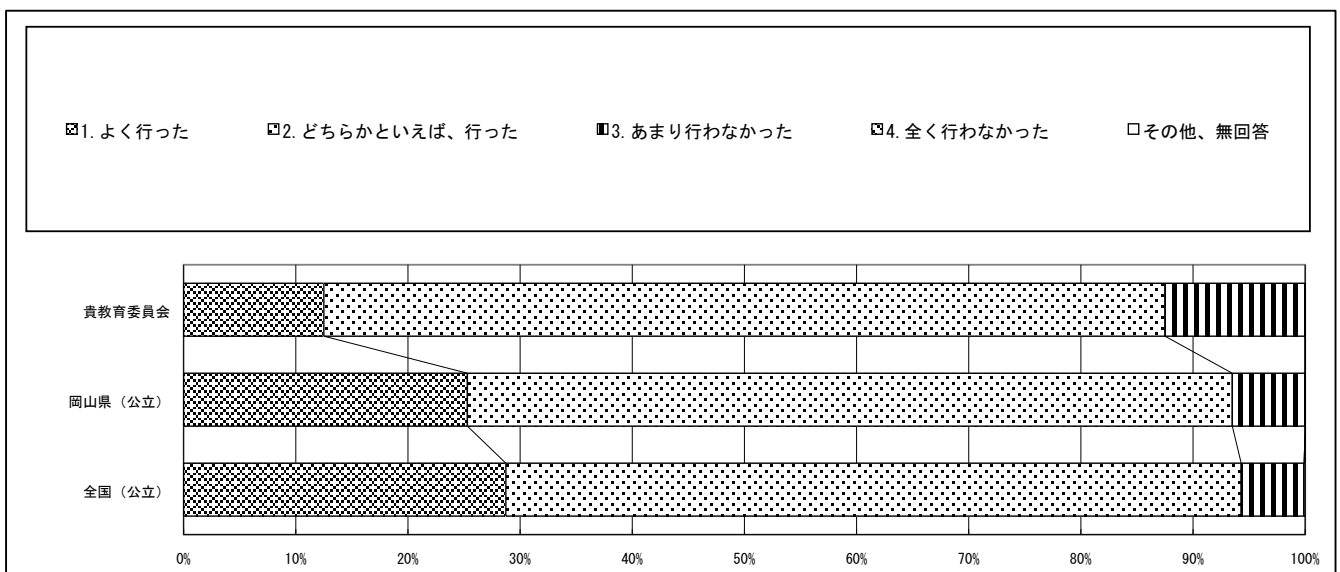 1. よく行った 2. どちらかといえば、行った 3. あまり行わなかった 4. 全く行わなかった その他、無回答
貴教育委員会
岡山県（公立）
全国（公立）
0% 10% 20% 30% 40% 50% 60% 70% 80% 90% 100%